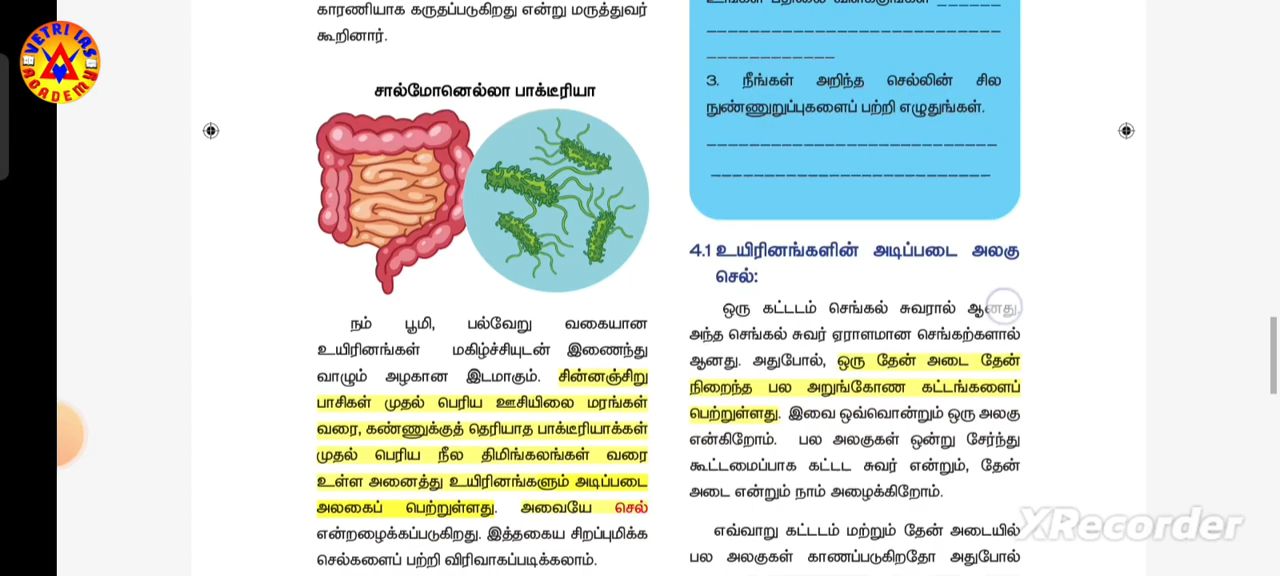 VETRI IAS ACADEMY
காரணியாக கருதப்படுகிறது என்று மருத்துவர்
கூறினார்.
சால்மோனெல்லா பாக்டீரியா
நம் பூமி, பல்வேறு வகையான
உயிரினங்கள் மகிழ்ச்சியுடன் இணைந்து
வாழும் அழகான இடமாகும். சின்னஞ்சிறு
பாசிகள் முதல் பெரிய ஊசியிலை மரங்கள்
வரை, கண்ணுக்குத் தெரியாத பாக்டீரியாக்கள்
முதல் பெரிய நீல திமிங்கலங்கள் வரை
உள்ள அனைத்து உயிரினங்களும் அடிப்படை
அலகைப் பெற்றுள்ளது. அவையே செல்
என்றழைக்கப்படுகிறது. இத்தகைய சிறப்புமிக்க
செல்களைப் பற்றி விரிவாகப்படிக்கலாம்.
3. நீங்கள் அறிந்த செல்லின் சில
நுண்ணுறுப்புகளைப் பற்றி எழுதுங்கள்.
4.1 உயிரினங்களின் அடிப்படை அலகு
செல்:
ஒரு கட்டடம் செங்கல் சுவரால் ஆனது.
அந்த செங்கல் சுவர் ஏராளமான செங்கற்களால்
ஆனது. அதுபோல், ஒரு தேன் அடை தேன்
நிறைந்த பல அறுங்கோண கட்டங்களைப்
பெற்றுள்ளது. இவை ஒவ்வொன்றும் ஒரு அலகு
என்கிறோம். பல அலகுகள் ஒன்று சேர்ந்து
கூட்டமைப்பாக கட்டட சுவர் என்றும், தேன்
அடை என்றும் நாம் அழைக்கிறோம்.
எவ்வாறு கட்டடம் மற்றும் தேன் அடையில்
பல அலகுகள் காணப்படுகிறதோ அதுபோல்
XRecorder